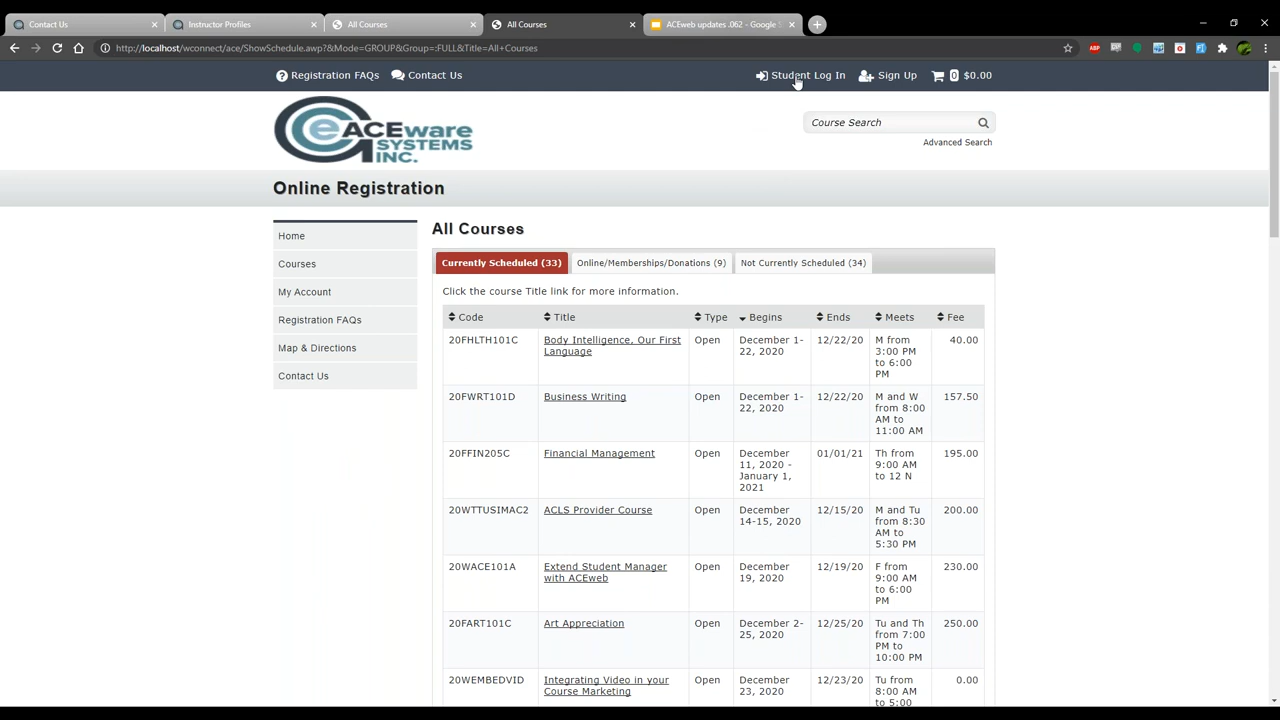 Contact Us
Instructor Profiles
All Courses
All Courses
ACEweb updates .062 - Google S
http://localhost/wconnect/ace/ShowSchedule.awp?&Mode=GROUP&Group=:FULL&Title=All+Courses
ABP
Registration FAQs Contact Us Student Log In Sign Up 0 $0.00
eACEware
SYSTEMS
INC.
Course Search
Advanced Search
Online Registration
Home
Courses
My Account
Registration FAQs
Map & Directions
Contact Us
All Courses
Currently Scheduled (33) Online/Memberships/Donations (9) Not Currently Scheduled (34)
Click the course Title link for more information.
Code Title Type Begins Ends Meets Fee
20FHLTH101C Body Intelligence, Our First Open December 1- 12/22/20 M from 40.00
Language 22, 2020 3:00 PM
to 6:00
PM
20FWRT101D Business Writing Open December 1- 12/22/20 M and W 157.50
22, 2020 from 8:00
AM to
11:00 AM
20FFIN205C Financial Management Open December 01/01/21 Th from 195.00
11, 2020 - 9:00 AM
January 1, to 12 N
2021
20WTTUSIMAC2 ACLS Provider Course Open December 12/15/20 M and Tu 200.00
14-15, 2020 from 8:30
AM to
5:30 PM
20WACE101A Extend Student Manager Open December 12/19/20 F from 230.00
with ACEweb 19, 2020 9:00 AM
to 6:00
PM
20FART101C Art Appreciation Open December 2- 12/25/20 Tu and Th 250.00
25, 2020 from 7:00
PM to
10:00 PM
20WEMBEDVID Integrating Video in your Open December 12/23/20 Tu from 0.00
Course Marketing 23, 2020 8:00 AM
to 5:00